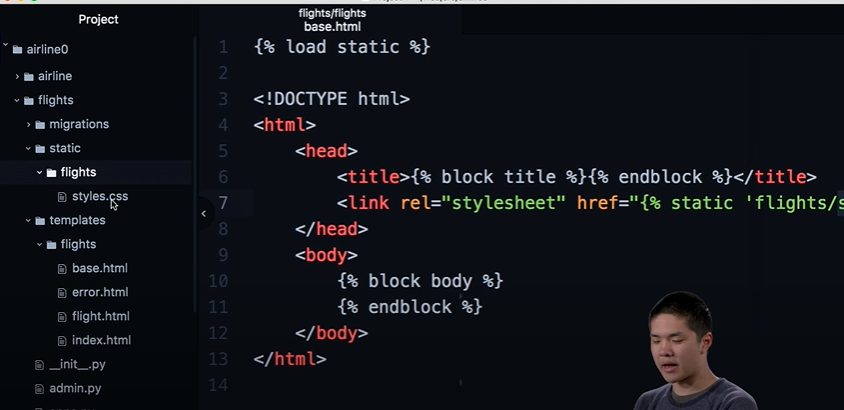 Project
airline0
airline
flights
migrations
static
flights
styles.css
templates
flights
base.html
error.html
flight.html
index.html
__init__.py
admin.py
flights/flights
base.html
1 {% load static %}
2
3 <!DOCTYPE html>
4 <html>
5 <head>
6 <title>{% block title %}{% endblock %}</title>
7 <link rel="stylesheet" href="{% static 'flights/s
8 </head>
9 <body>
10 {% block body %}
11 {% endblock %}
12 </body>
13 </html>
14